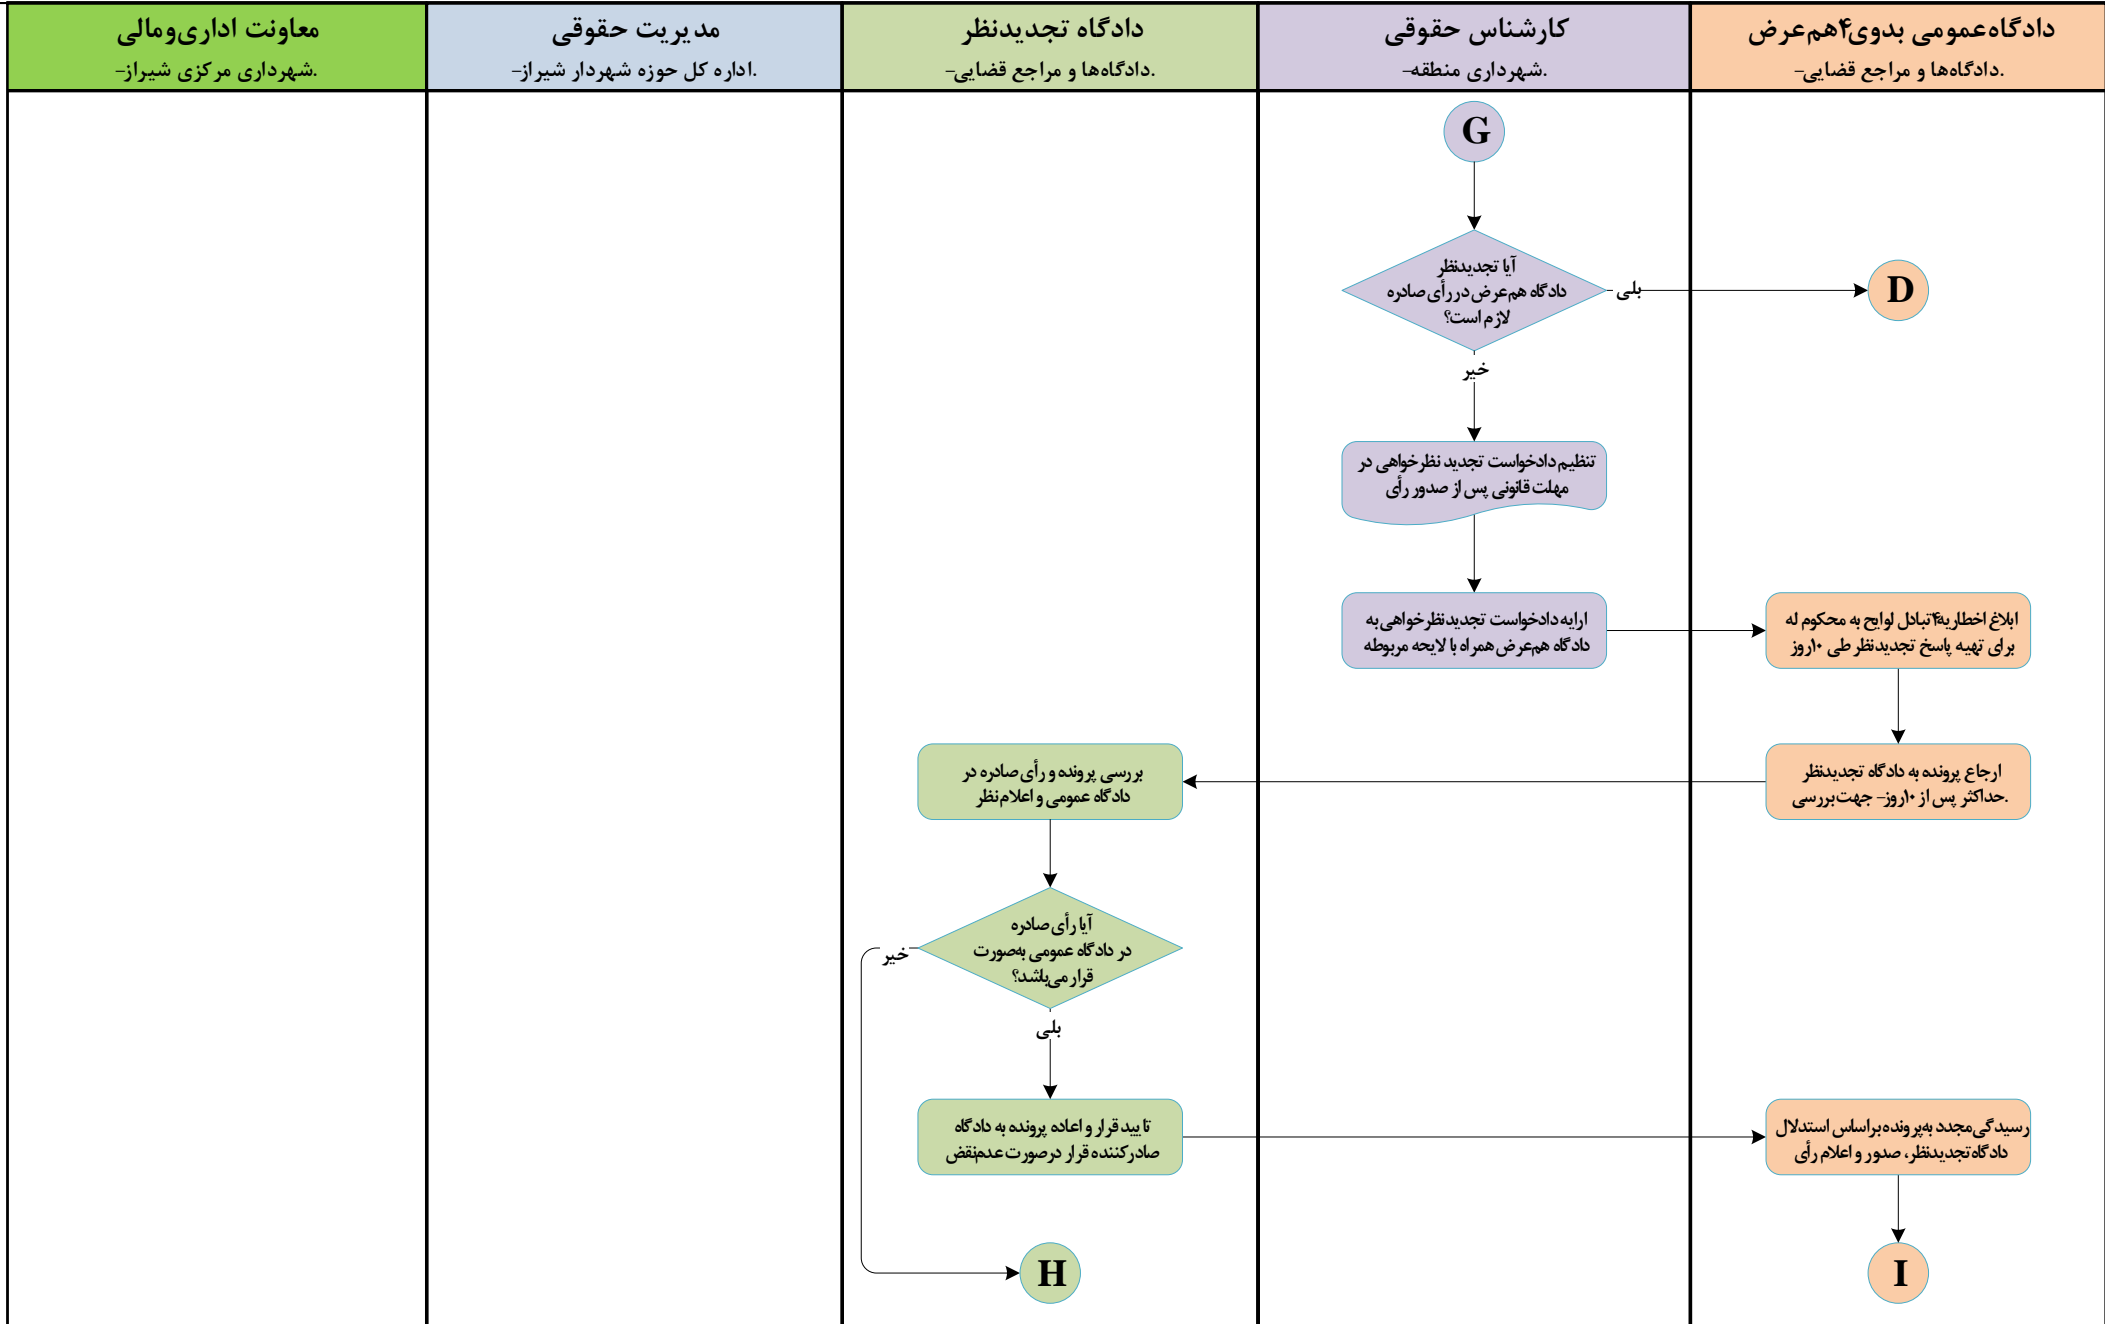 دادگاه‌عمومی بدوی۴هم‌عرض
.دادگاه‌ها و مراجع قضایی-
کارشناس حقوقی
.شهرداری منطقه-
دادگاه تجدیدنظر
.دادگاه‌ها و مراجع قضایی-
مدیریت حقوقی
.اداره کل حوزه شهردار شیراز-
معاونت اداری‌ومالی
.شهرداری مرکزی شیراز-
G
آیا تجدیدنظر
دادگاه هم‌عرض‌در‌رأی صادره
لازم است؟
بلی
D
خیر
تنظیم دادخواست تجدید نظرخواهی در
مهلت قانونی پس از صدور رأی
ارایه دادخواست تجدیدنظرخواهی به
دادگاه هم‌عرض همراه با لایحه مربوطه
ابلاغ اخطاریه۴تبادل لوایح به محکوم له
برای تهیه پاسخ تجدیدنظر طی ۱۰روز
ارجاع پرونده به دادگاه تجدیدنظر
.حداکثر پس از ۱۰روز- جهت‌بررسی
بررسی پرونده و رأی صادره در
دادگاه عمومی و اعلام‌نظر
آیا رأی صادره
در دادگاه عمومی به‌صورت
قرار می‌باشد؟
خیر
بلی
تایید قرار و اعاده پرونده به دادگاه
صادرکننده قرار درصورت عدم‌نقض
رسیدگی‌مجدد به‌پرونده براساس استدلال
دادگاه‌تجدیدنظر، صدور و اعلام رأی
H
I